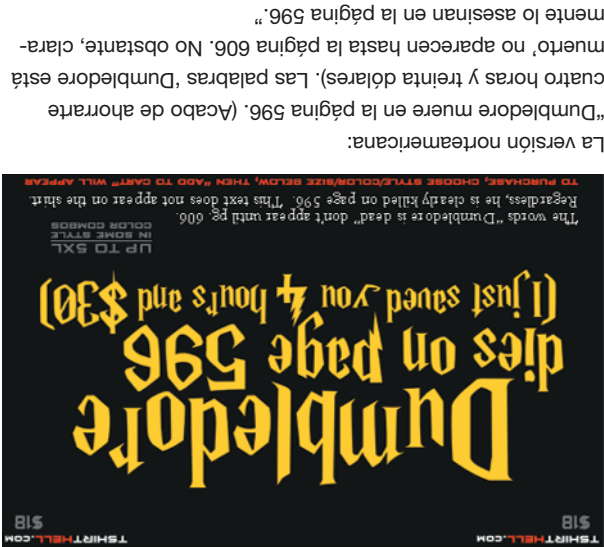 TSHIRTHELL.COM TSHIRTHELL.COM
$18 $18
Dumbledore
dies on page 596
(I just saved you 4 hours and $30)
UP TO 5XL
IN SOME STYLE
COLOR COMBOS
The words "Dumbledore is dead" don't appear until pg. 606.
Regardless, he is clearly killed on page 596. This text does not appear on the shirt.
TO PURCHASE, CHOOSE STYLE/COLOR/SIZE BELOW, THEN "ADD TO CART" WILL APPEAR
La versión norteamericana:
“Dumbledore muere en la página 596. (Acabo de ahorrarte
cuatro horas y treinta dólares). Las palabras ‘Dumbledore está
muerto’, no aparecen hasta la página 606. No obstante, clara-
mente lo asesinan en la página 596.”